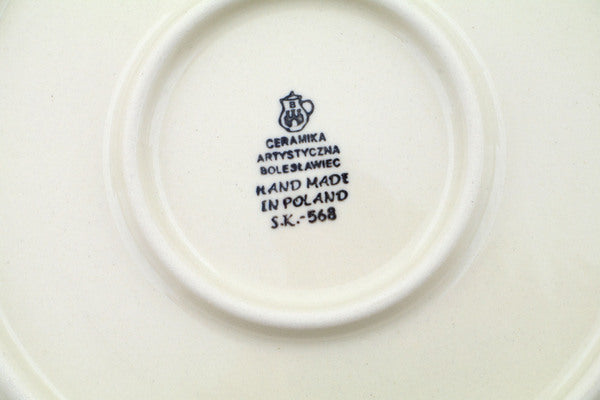 B
CERAMIKA
ARTYSTYCZNA
BOLESŁAWIEC
HAND MADE
IN POLAND
S.K.-568